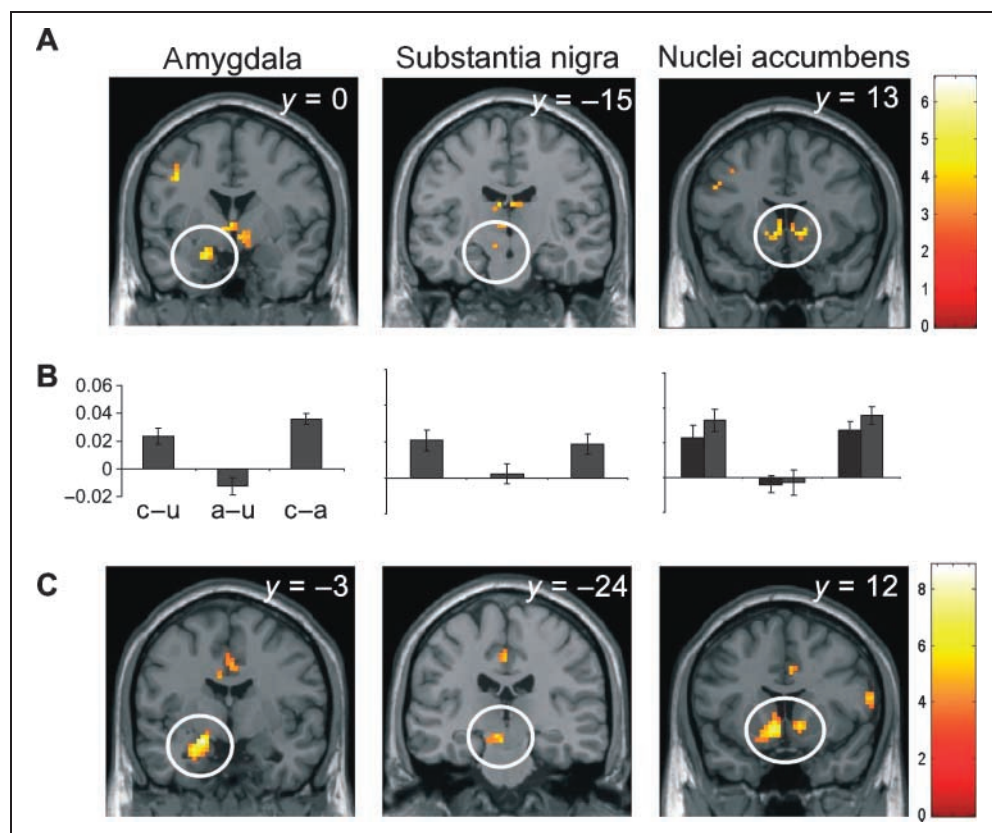 A
Amygdala
Substantia nigra
Nuclei accumbens
y = 0
y = –15
y = 13
6
5
4
3
2
1
0
B
0.06
0.04
0.02
0
–0.02
c–u
a–u
c–a
C
y = –3
y = –24
y = 12
8
6
4
2
0